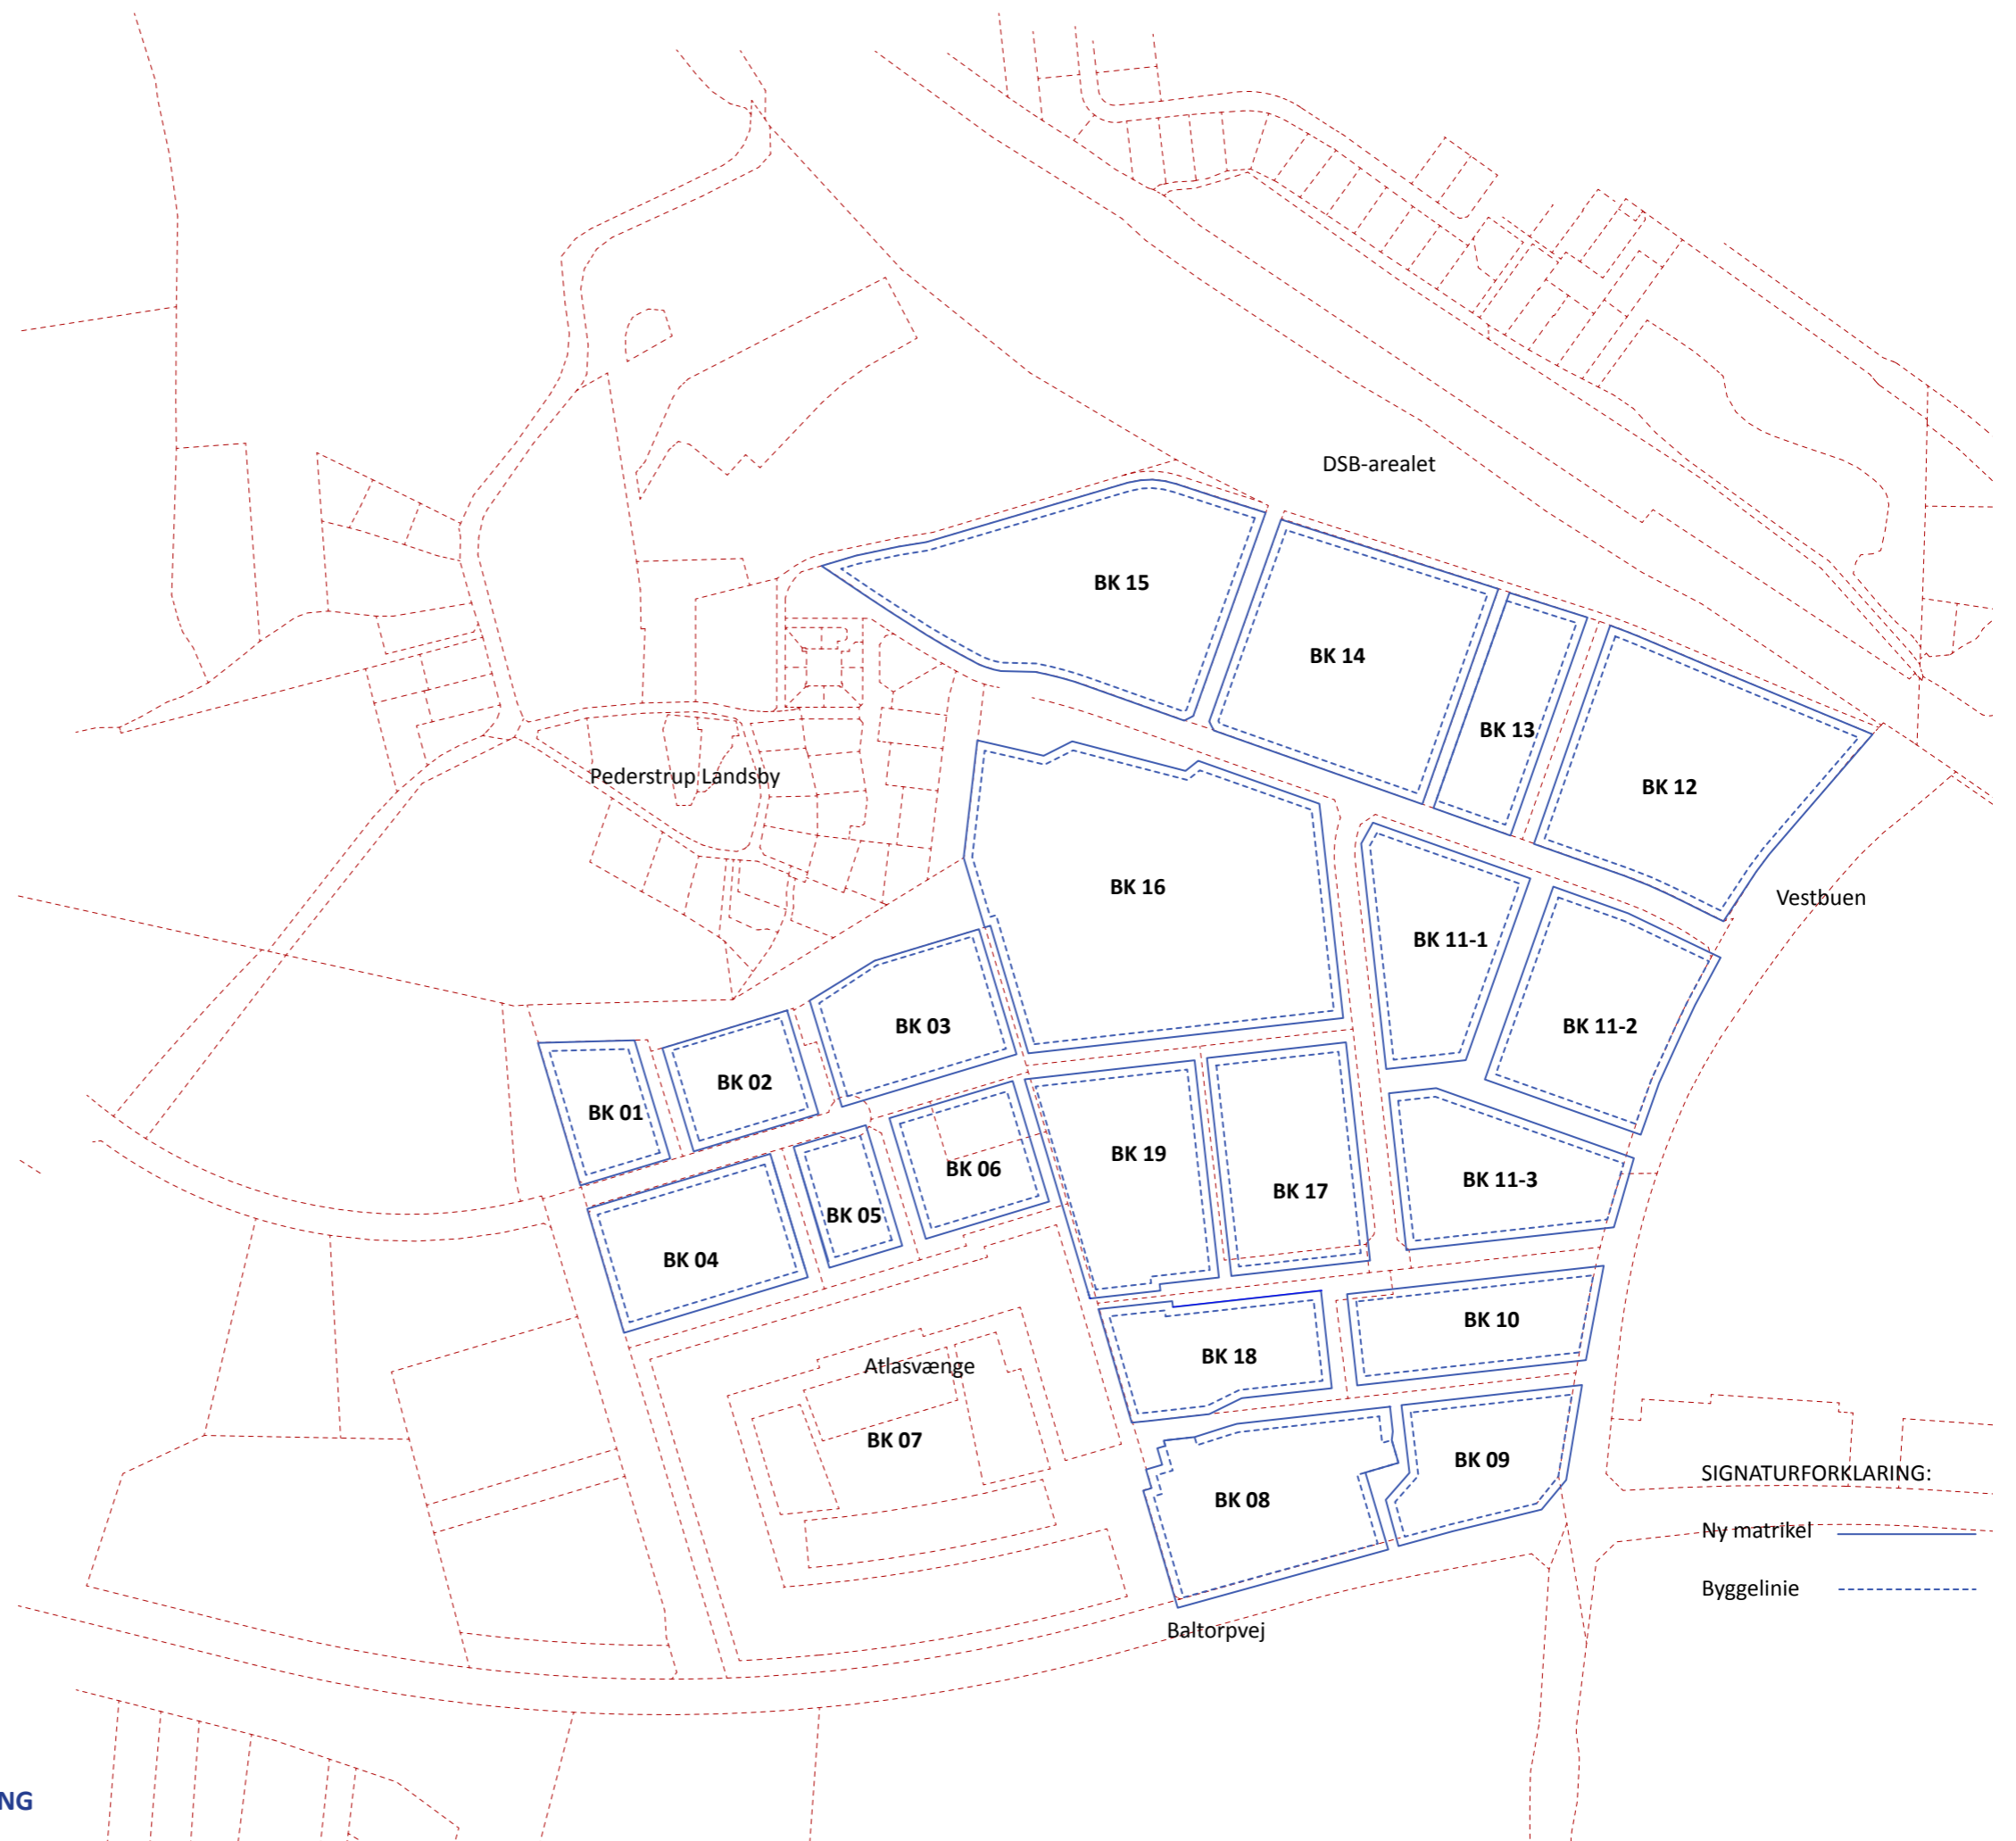 DSB-arealet
BK 15
BK 14
BK 13
BK 12
Pederstrup Landsby
BK 16
Vestbuen
BK 11-1
BK 11-2
BK 03
BK 02
BK 01
BK 19
BK 06
BK 17
BK 11-3
BK 05
BK 04
BK 10
BK 18
Atlasvænge
BK 07
BK 09
BK 08
SIGNATURFORKLARING:
Ny matrikel
Byggelinie
Baltorpvej
NG